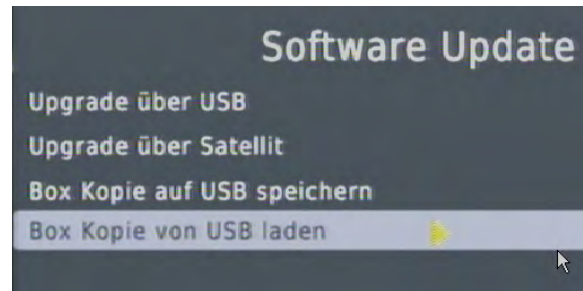 Software Update
Upgrade über USB
Upgrade über Satellit
Box Kopie auf USB speichern
Box Kopie von USB laden